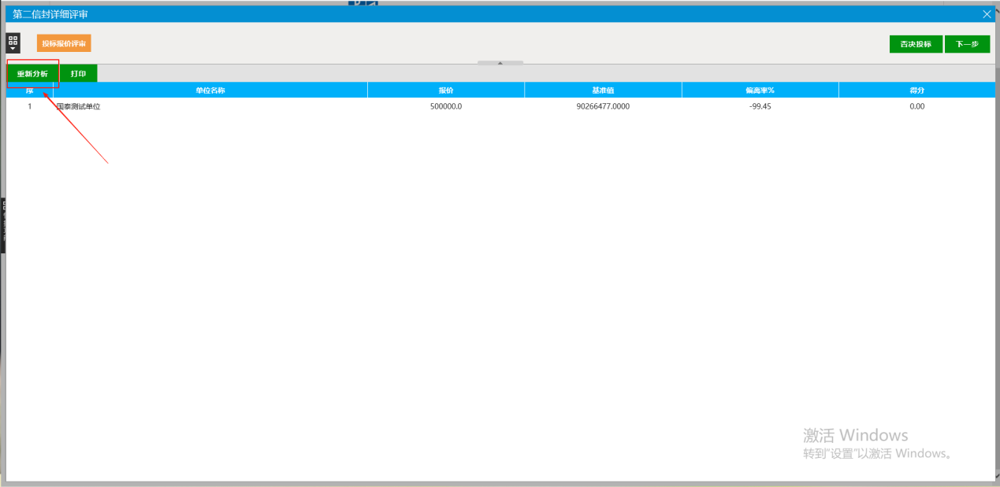 第二信封详细评审
投标报价评审
否决投标 下一步
重新分析 打印
序 单位名称 报价 基准值 偏离率% 得分
1 国泰测试单位 500000.0 90266477.0000 -99.45 0.00
激活 Windows
转到"设置"以激活 Windows。